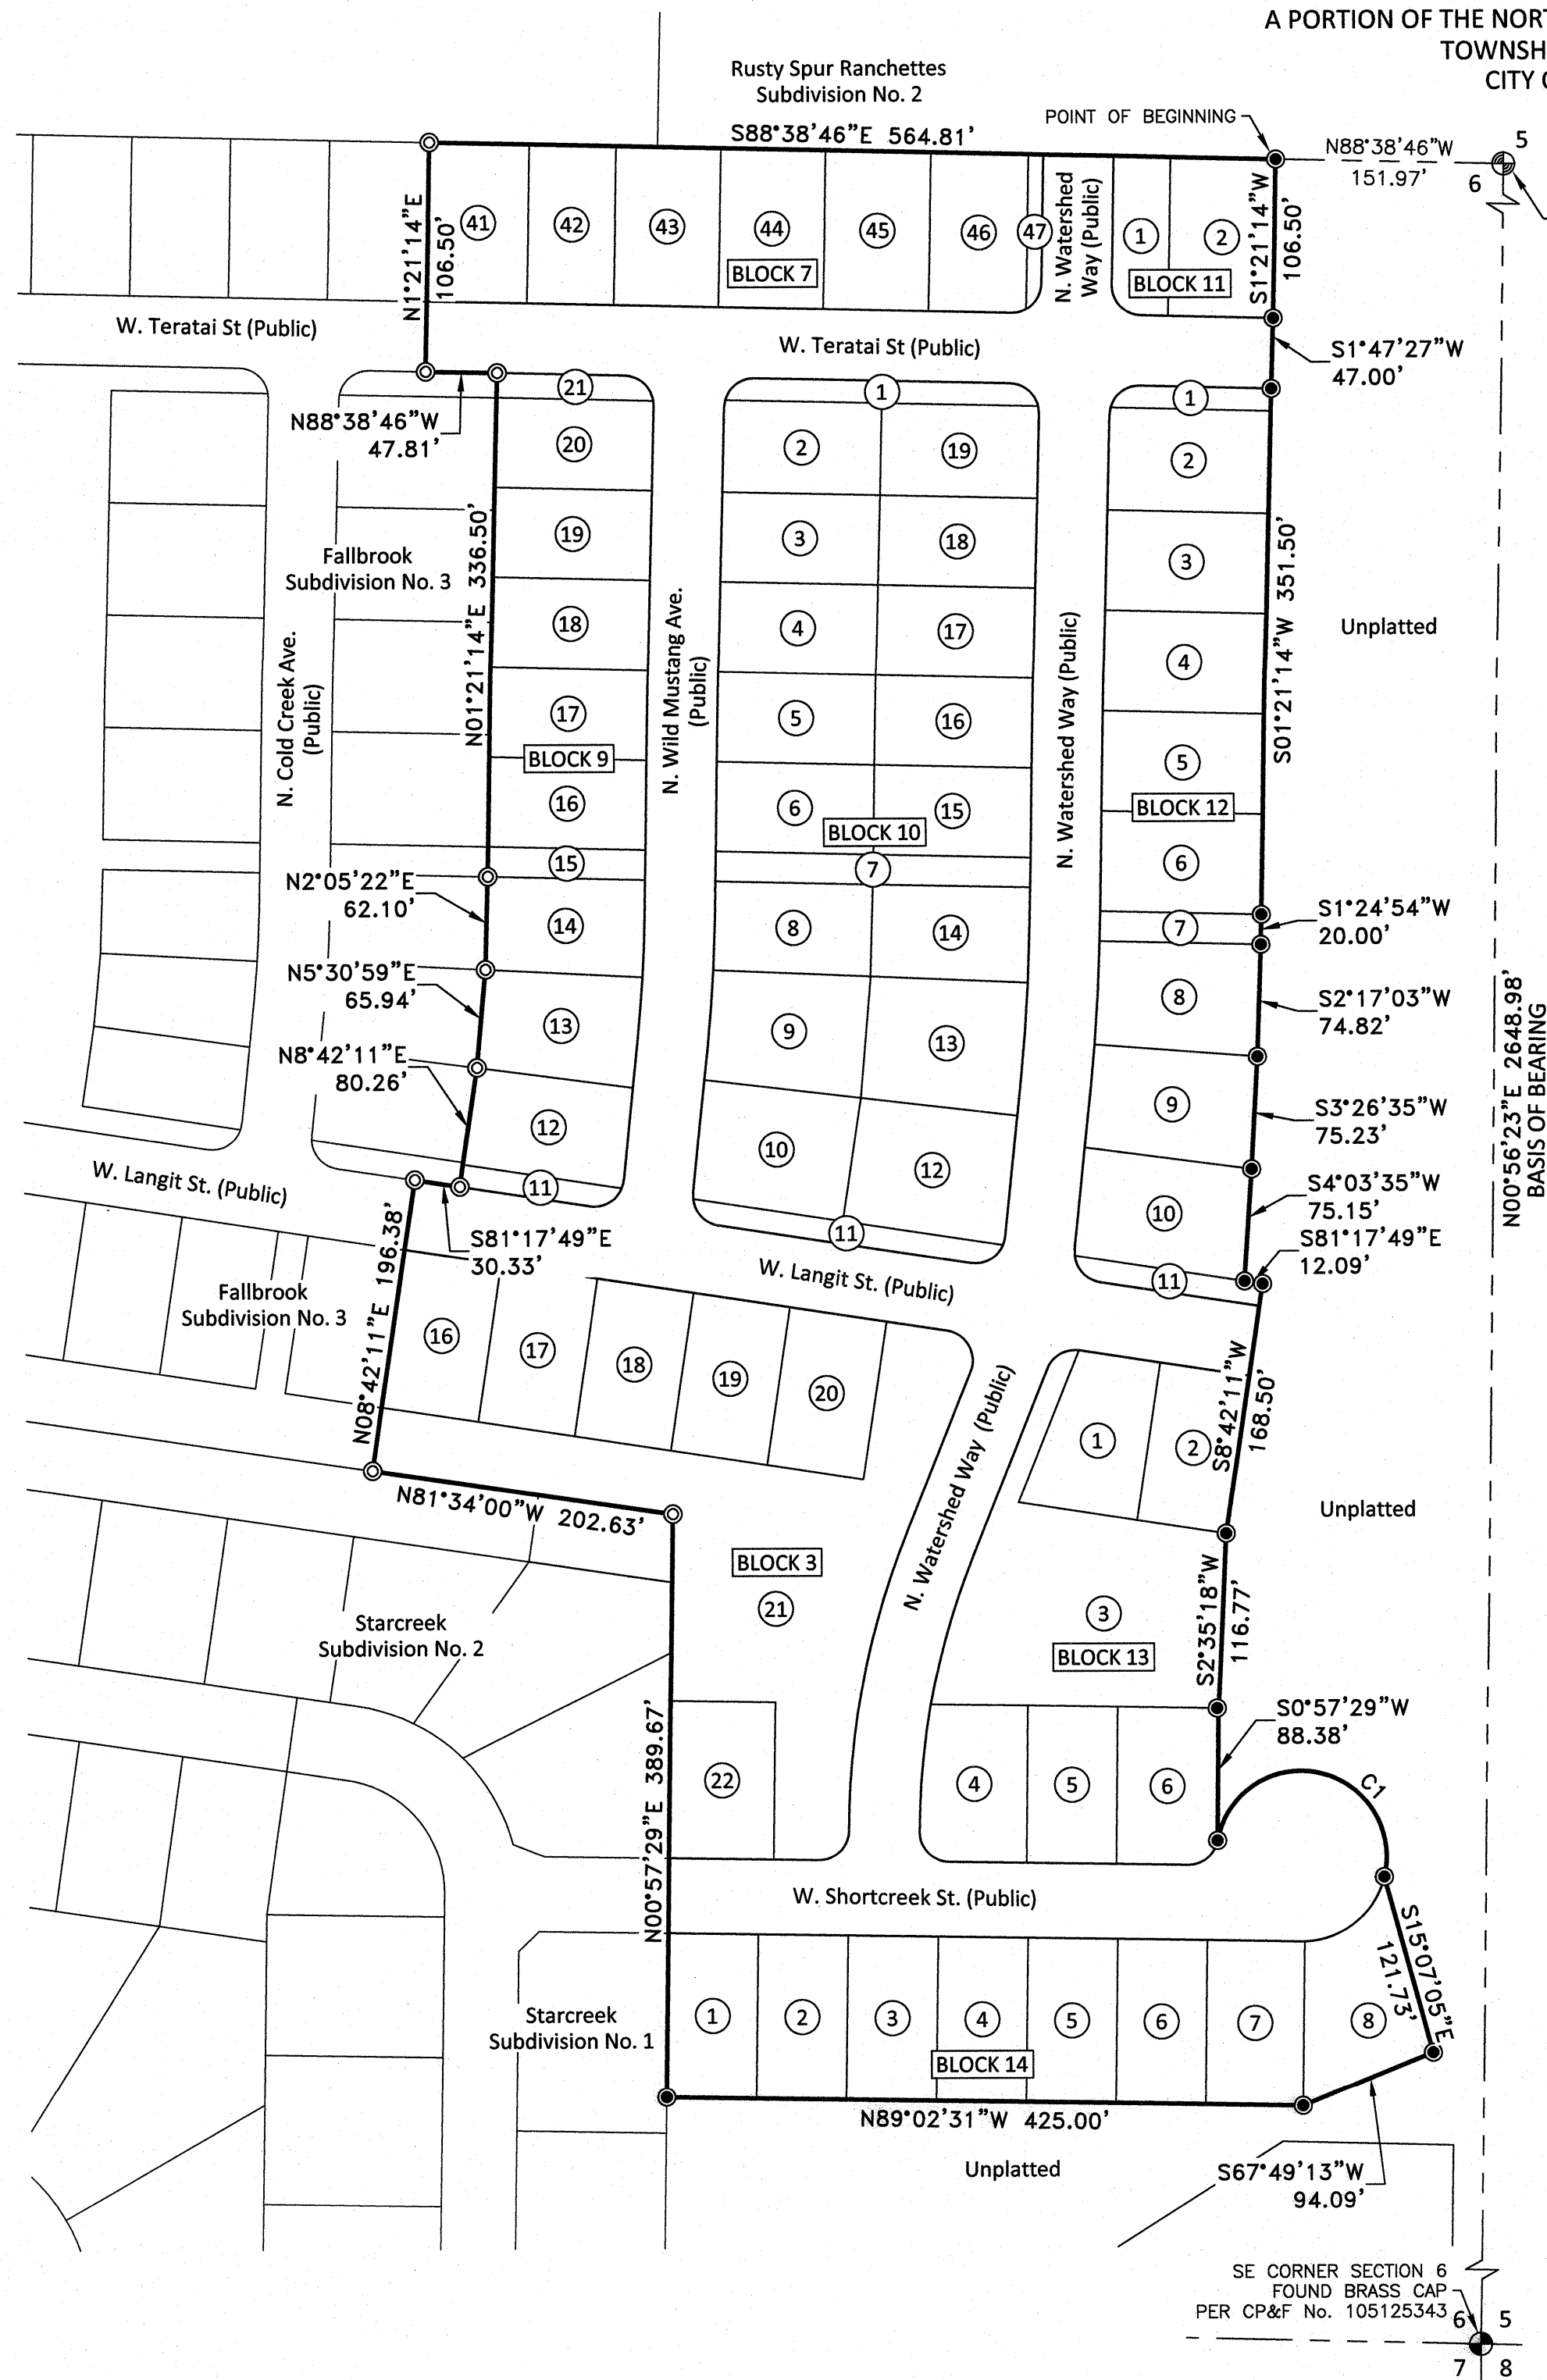 A PORTION OF THE NORT
TOWNSH
CITY
Rusty Spur Ranchettes
Subdivision No. 2
S88°38'46"E 564.81'
POINT OF BEGINNING
N88°38'46"W
151.97'
5
6
N1°21'14"E
106.50'
41
42
43
44
45
46
47
BLOCK 7
N. Watershed
Way (Public)
1
2
BLOCK 11
S1°21'14"W
106.50'
W. Teratai St (Public)
W. Teratai St (Public)
S1°47'27"W
47.00'
N88°38'46"W
47.81'
21
20
19
18
17
BLOCK 9
16
15
14
13
12
11
1
2
19
3
18
4
17
5
16
6
15
BLOCK 10
7
8
14
9
13
10
12
11
1
2
3
4
5
BLOCK 12
6
7
8
9
10
11
Fallbrook
Subdivision No. 3
N01°21'14"E 336.50'
N. Cold Creek Ave.
(Public)
N. Wild Mustang Ave.
(Public)
N. Watershed Way (Public)
S01°21'14"W 351.50'
Unplatted
N2°05'22"E
62.10'
N5°30'59"E
65.94'
N8°42'11"E
80.26'
S1°24'54"W
20.00'
S2°17'03"W
74.82'
S3°26'35"W
75.23'
S4°03'35"W
75.15'
S81°17'49"E
12.09'
N00°56'23"E 2648.98'
BASIS OF BEARING
W. Langit St. (Public)
S81°17'49"E
30.33'
W. Langit St. (Public)
N08°42'11"E 196.38'
Fallbrook
Subdivision No. 3
16
17
18
19
20
N. Watershed Way (Public)
1
2
S8°42'11"W
168.50'
N81°34'00"W 202.63'
Unplatted
BLOCK 3
21
3
BLOCK 13
S2°35'18"W
116.77'
Starcreek
Subdivision No. 2
N00°57'29"E 389.67'
22
4
5
6
S0°57'29"W
88.38'
C1
W. Shortcreek St. (Public)
S15°07'05"E
121.73'
Starcreek
Subdivision No. 1
1
2
3
4
5
6
7
8
BLOCK 14
N89°02'31"W 425.00'
Unplatted
S67°49'13"W
94.09'
SE CORNER SECTION 6
FOUND BRASS CAP
PER CP&F No. 105125343
6
5
7
8